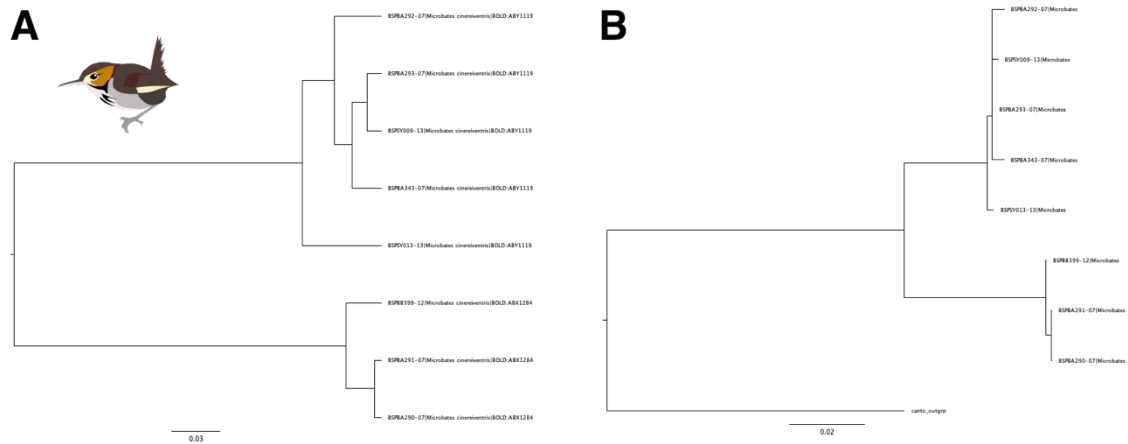 A
BSPBA292-07|Microbates cinereiventris|BOLD:ABY1119
BSPBA293-07|Microbates cinereiventris|BOLD:ABY1119
BSPSY009-13|Microbates cinereiventris|BOLD:ABY1119
BSPBA343-07|Microbates cinereiventris|BOLD:ABY1119
BSPSY013-13|Microbates cinereiventris|BOLD:ABY1119
BSPBB399-12|Microbates cinereiventris|BOLD:ABX1284
BSPBA291-07|Microbates cinereiventris|BOLD:ABX1284
BSPBA290-07|Microbates cinereiventris|BOLD:ABX1284
0.03
B
BSPBA292-07|Microbates
BSPSY009-13|Microbates
BSPBA293-07|Microbates
BSPBA343-07|Microbates
BSPSY013-13|Microbates
BSPBB399-12|Microbates
BSPBA291-07|Microbates
BSPBA290-07|Microbates
canto_outgrp
0.02